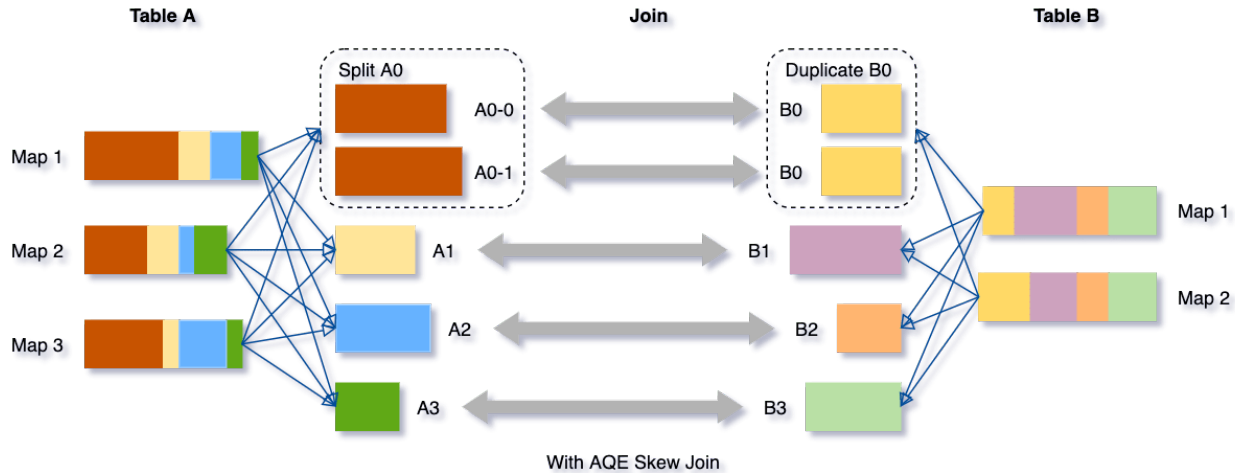 Table A
Join
Table B
Split A0
Duplicate B0
A0-0
B0
Map 1
A0-1
B0
Map 1
Map 2
A1
B1
Map 2
Map 3
A2
B2
A3
B3
With AQE Skew Join